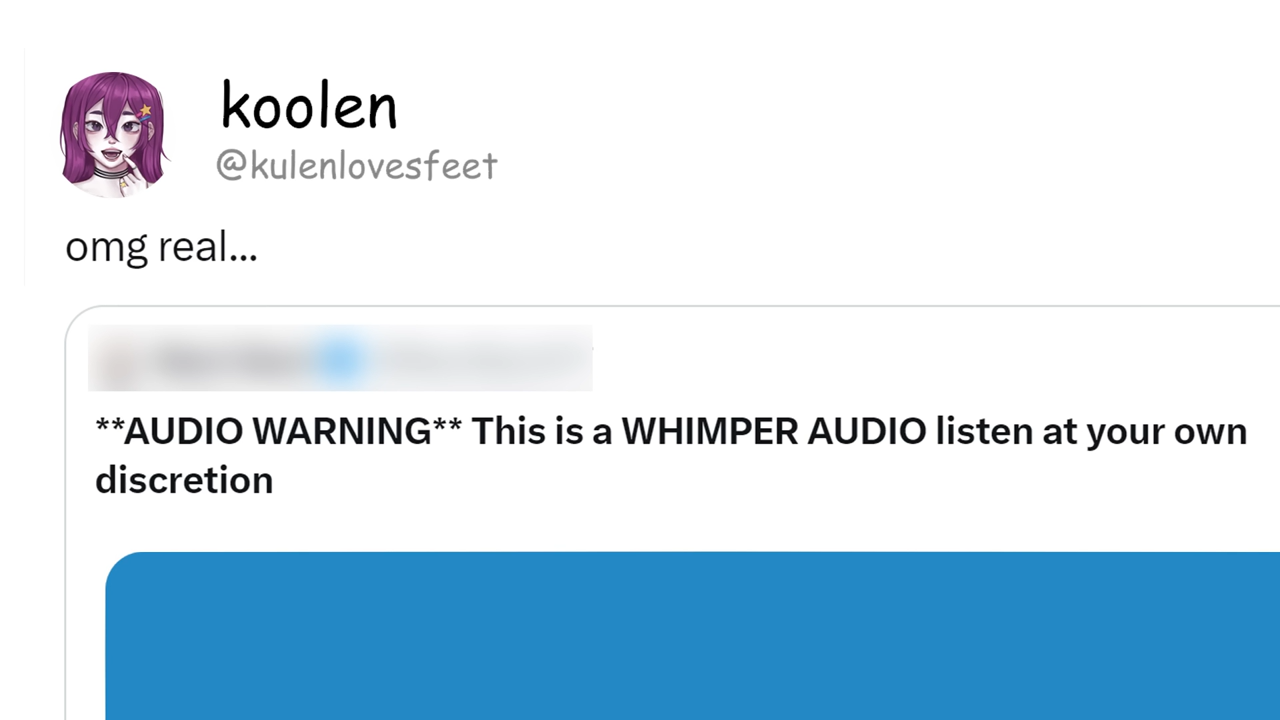 koolen
@kulenlovesfeet
omg real...
**AUDIO WARNING** This is a WHIMPER AUDIO listen at your own
discretion